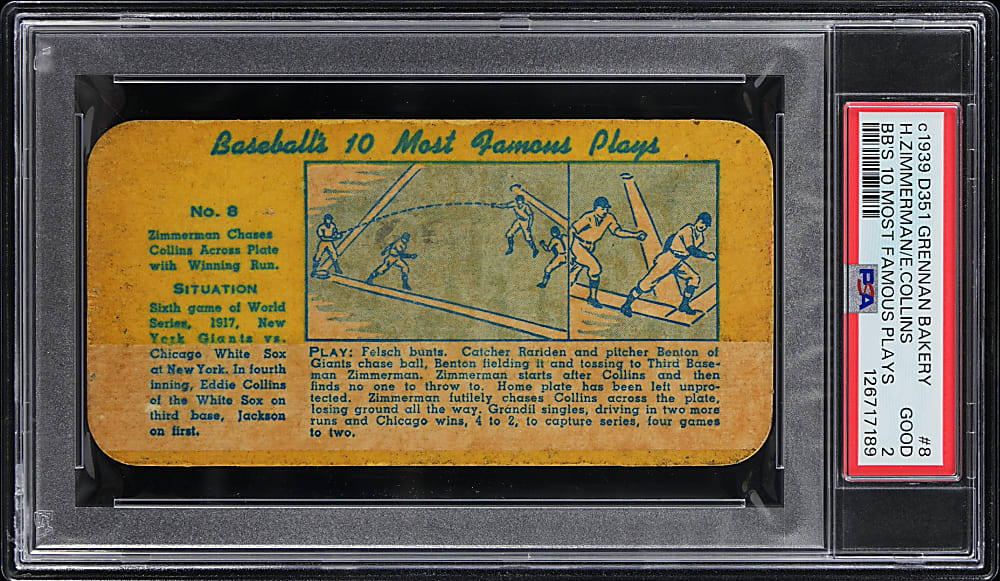 Baseball's 10 Most Famous Plays
No. 8
Zimmerman Chases
Collins Across Plate
with Winning Run.
SITUATION
Sixth game of World
Series, 1917, New
York Giants vs.
Chicago White Sox
at New York. In fourth
inning, Eddie Collins
of the White Sox on
third base, Jackson
on first.
PLAY: Felsch bunts. Catcher Rariden and pitcher Benton of
Giants chase ball, Benton fielding it and tossing to Third Base-
man Zimmerman. Zimmerman starts after Collins and then
finds no one to throw to. Home plate has been left unpro-
tected. Zimmerman futilely chases Collins across the plate,
losing ground all the way. Grandil singles, driving in two more
runs and Chicago wins, 4 to 2, to capture series, four games
to two.
c1939 D351 GRENNAN BAKERY #8
H.ZIMMERMAN/E.COLLINS GOOD
BB'S 10 MOST FAMOUS PLAYS 2
126717189
PSA